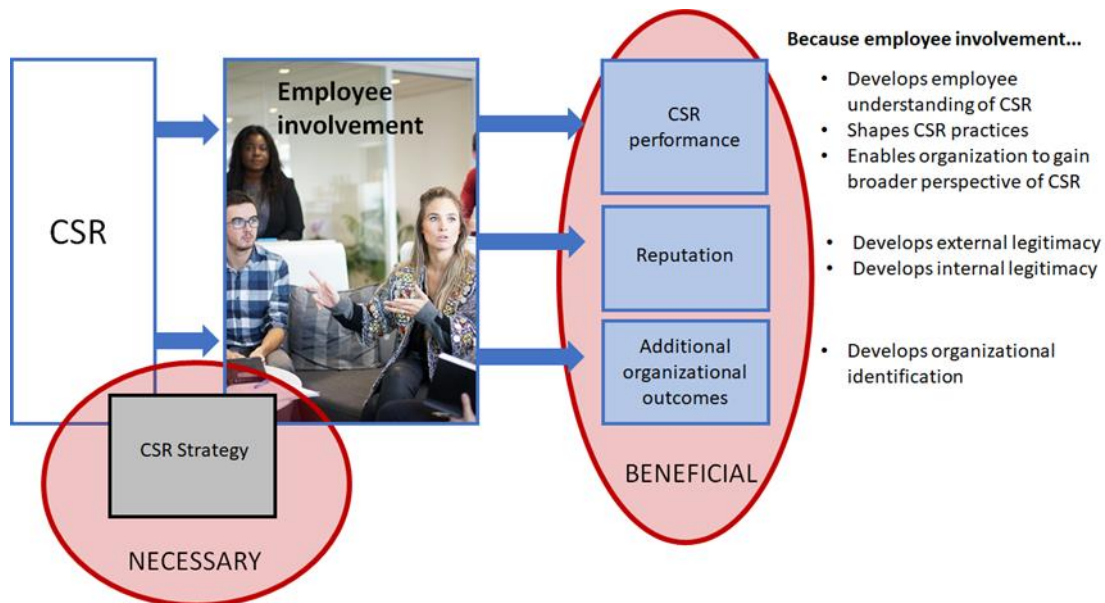 CSR
Employee
involvement
CSR Strategy
NECESSARY
CSR
performance
Reputation
Additional
organizational
outcomes
BENEFICIAL
Because employee involvement...
• Develops employee
understanding of CSR
• Shapes CSR practices
• Enables organization to gain
broader perspective of CSR
• Develops external legitimacy
• Develops internal legitimacy
• Develops organizational
identification